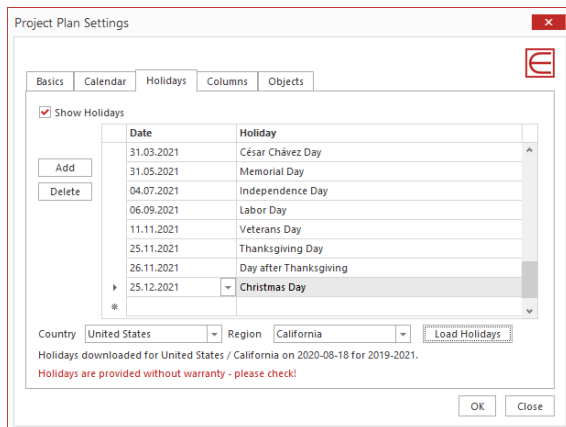 Project Plan Settings
Basics Calendar Holidays Columns Objects
Show Holidays
Date Holiday
31.03.2021 César Chávez Day
Add
31.05.2021 Memorial Day
Delete
04.07.2021 Independence Day
06.09.2021 Labor Day
11.11.2021 Veterans Day
25.11.2021 Thanksgiving Day
26.11.2021 Day after Thanksgiving
25.12.2021 Christmas Day
Country United States Region California Load Holidays
Holidays downloaded for United States / California on 2020-08-18 for 2019-2021.
Holidays are provided without warranty - please check!
OK Close